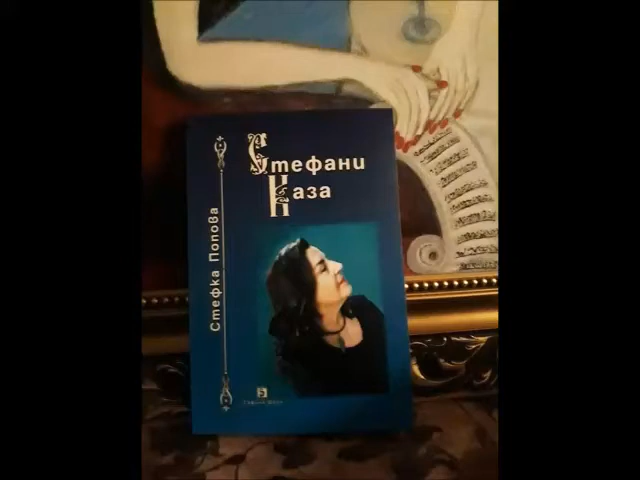 Стефани
Каза
Стефка Попова